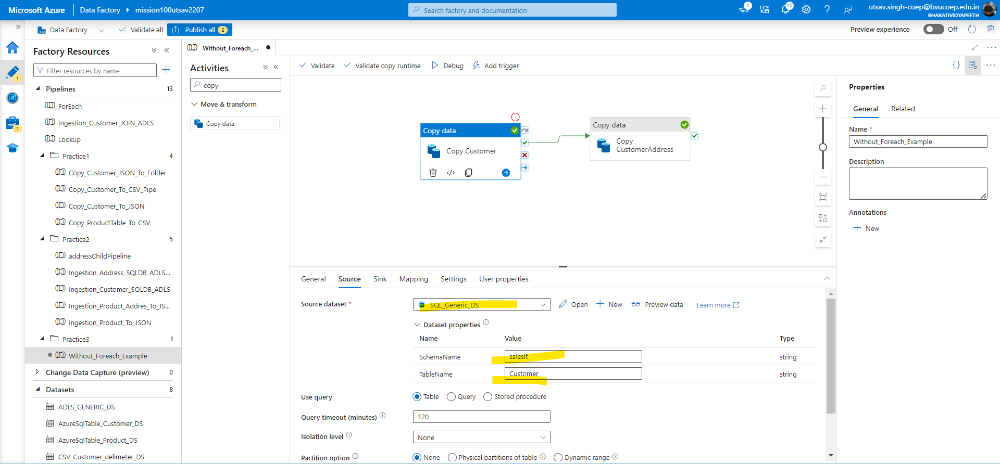 Microsoft Azure
Data Factory
mission100utsav2207
Search factory and documentation
1
10
utsav.singh-coep@bvucoep.edu.in
BHARATIVIDYAPEETH
Data Factory
Validate all
Publish all 2
Preview experience
Off
1
1
Factory Resources
Filter resources by name
Pipelines 13
ForEach
Ingestion_Customer_JOIN_ADLS
Lookup
Practice1 4
Copy_Customer_JSON_To_Folder
Copy_Customer_To_CSV_Pipe
Copy_Customer_To_JSON
Copy_ProductTable_To_CSV
Practice2 5
addressChildPipeline
Ingestion_Address_SQLDB_ADLS...
Ingestion_Customer_SQLDB_ADLS
Ingestion_Product_Addres_To_JS...
Ingestion_Product_To_JSON
Practice3 1
Without_Foreach_Example
Change Data Capture (preview) 0
Datasets 8
ADLS_GENERIC_DS
AzureSqlTable_Customer_DS
AzureSqlTable_Product_DS
CSV_Customer_delimeter_DS
Without_Foreach_...
Activities
copy
Move & transform
Copy data
Validate
Validate copy runtime
Debug
Add trigger
Copy data
Copy Customer
Copy data
Copy
CustomerAddress
General
Source
Sink
Mapping
Settings
User properties
Source dataset *
SQL_Generic_DS
Open
New
Preview data
Learn more
Dataset properties
Name Value Type
SchemaName saleslt string
TableName Customer string
Use query
Table
Query
Stored procedure
Query timeout (minutes)
120
Isolation level
None
Partition option
None
Physical partitions of table
Dynamic range
Properties
General
Related
Name *
Without_Foreach_Example
Description
Annotations
New